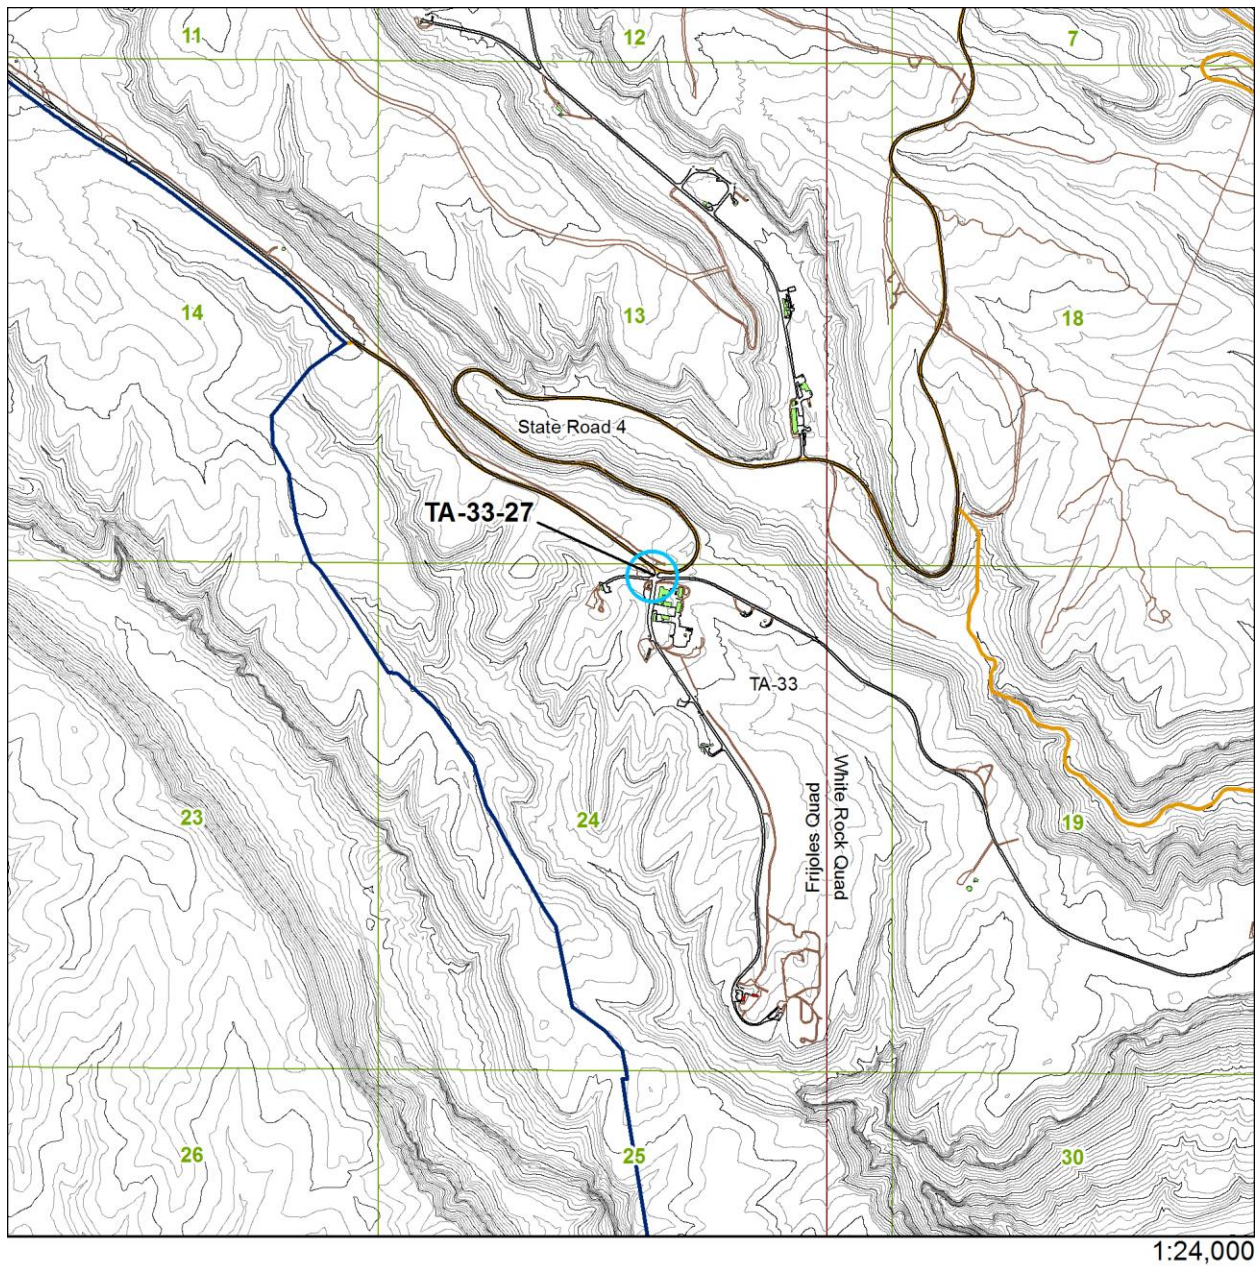 11
12
7
14
13
18
State Road 4
TA-33-27
TA-33
White Rock Quad
Frijoles Quad
23
24
19
26
25
30
1:24,000